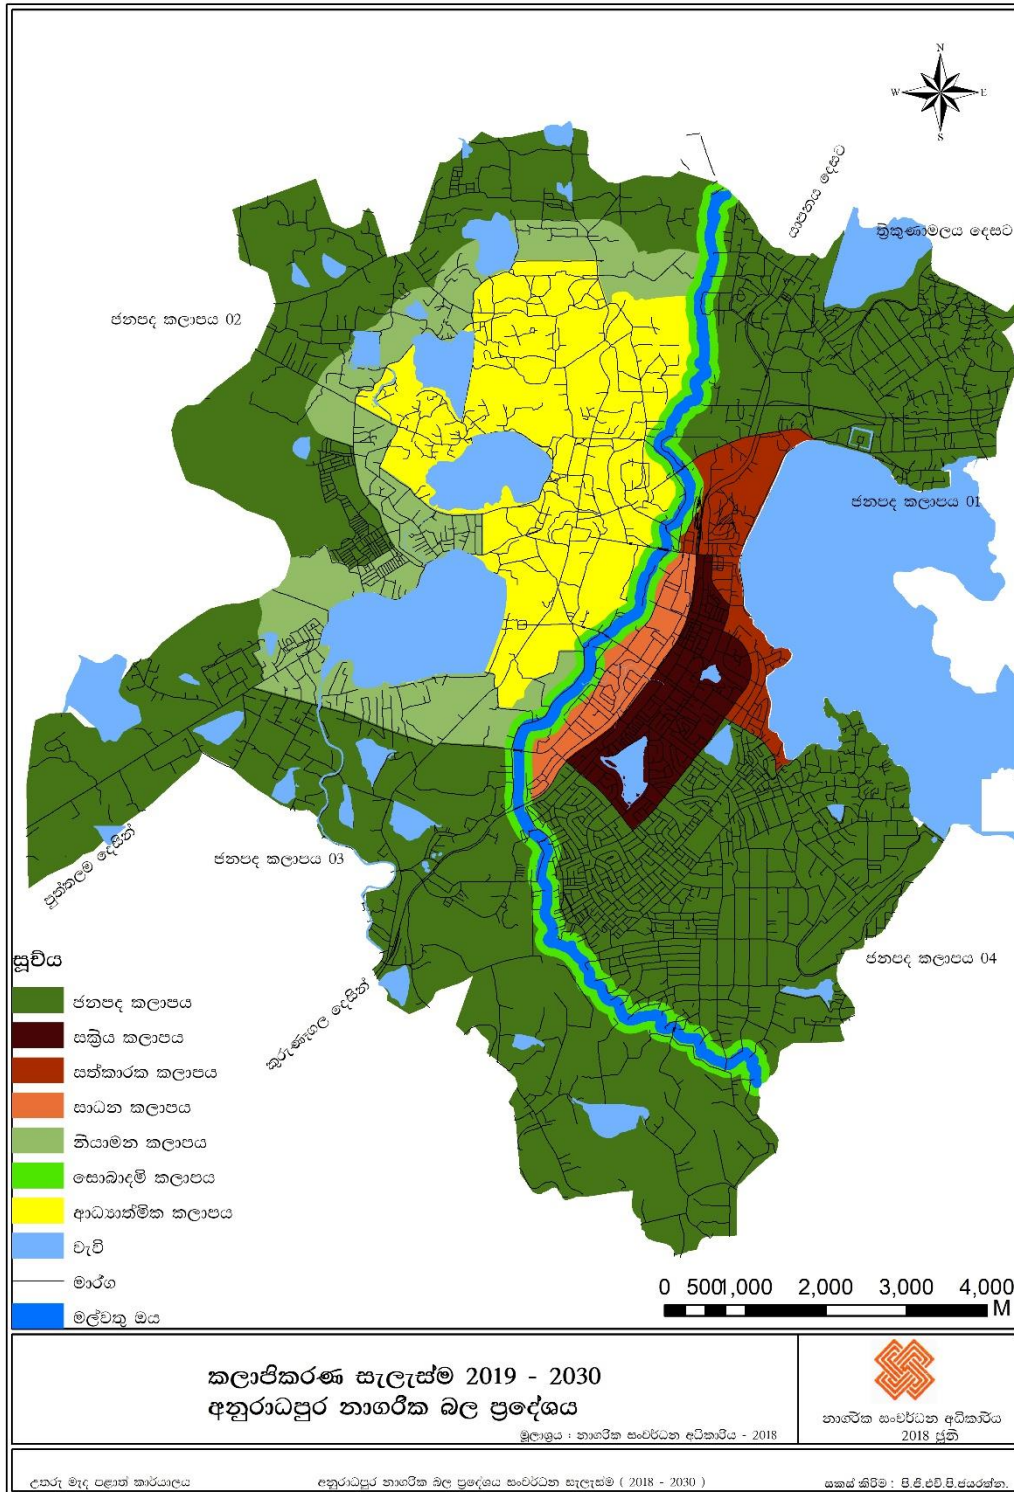 N
W E
S
යාපනය දෙසට
ත්‍රිකුණාමලය දෙසට
ජනපද කලාපය 02
ජනපද කලාපය 01
පුත්තලම දෙසින්
ජනපද කලාපය 03
ජනපද කලාපය 04
කුරුණෑගල දෙසින්
සූචිය
ජනපද කලාපය
සක්‍රිය කලාපය
සත්කාරක කලාපය
සාධන කලාපය
නියාමන කලාපය
සොබාදම් කලාපය
ආධ්‍යාත්මික කලාපය
වැව්
මාර්ග
මල්වතු ඔය
0 500 1,000 2,000 3,000 4,000
M
කලාපිකරණ සැලැස්ම 2019 - 2030
අනුරාධපුර නාගරික බල ප්‍රදේශය
මූලාශ්‍රය : නාගරික සංවර්ධන අධිකාරිය - 2018
නාගරික සංවර්ධන අධිකාරිය
2018 ජුනි
උතරු මැද පළාත් කාර්යාලය
අනුරාධපුර නාගරික බල ප්‍රදේශය සංවර්ධන සැලැස්ම ( 2018 - 2030 )
සකස් කිරිම : පි.ජි.එච්.පි.ජයරත්න.